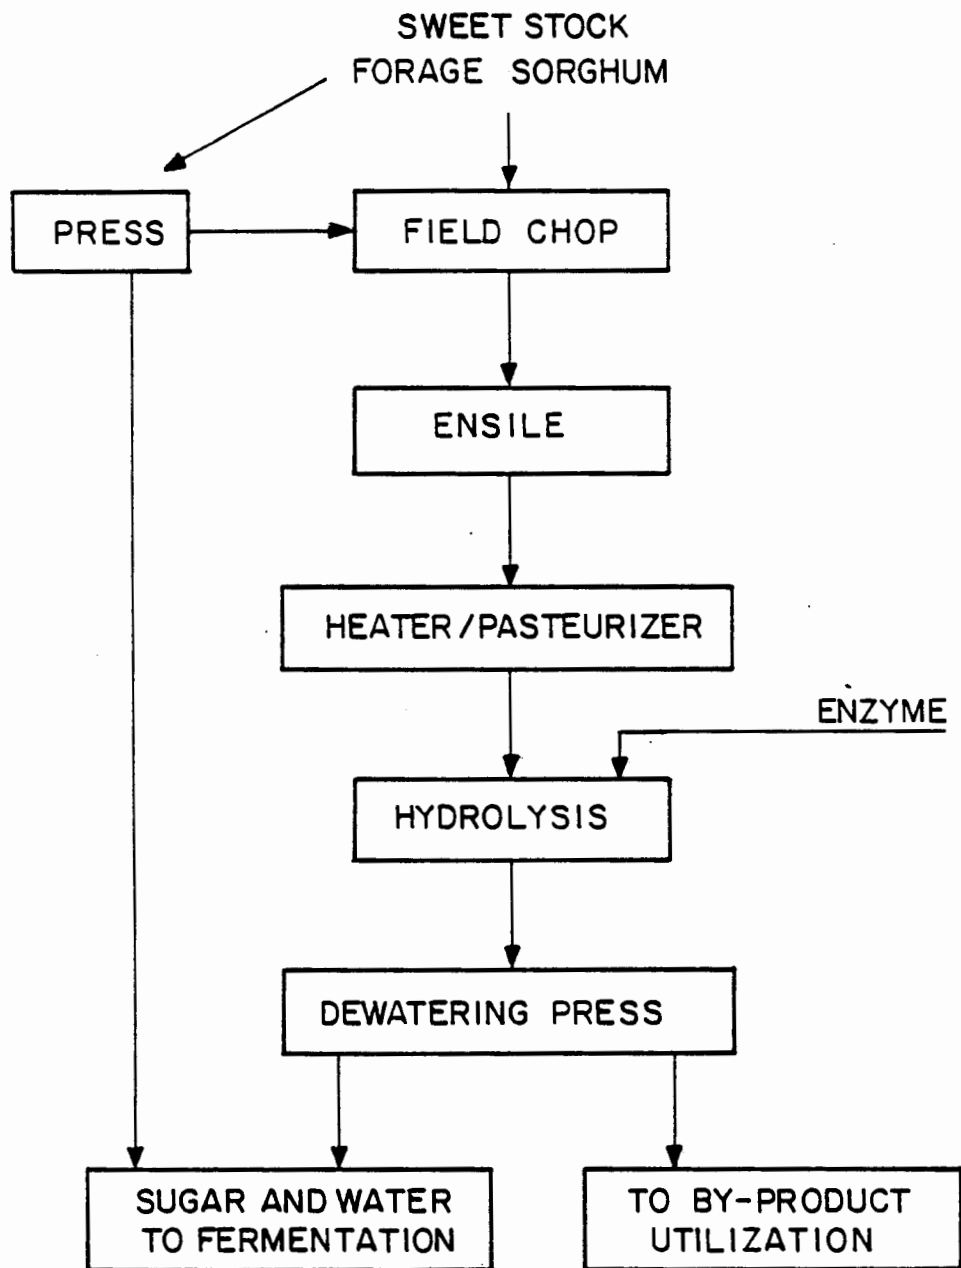 SWEET STOCK
FORAGE SORGHUM
PRESS
FIELD CHOP
ENSILE
HEATER/PASTEURIZER
ENZYME
HYDROLYSIS
DEWATERING PRESS
SUGAR AND WATER
TO FERMENTATION
TO BY-PRODUCT
UTILIZATION